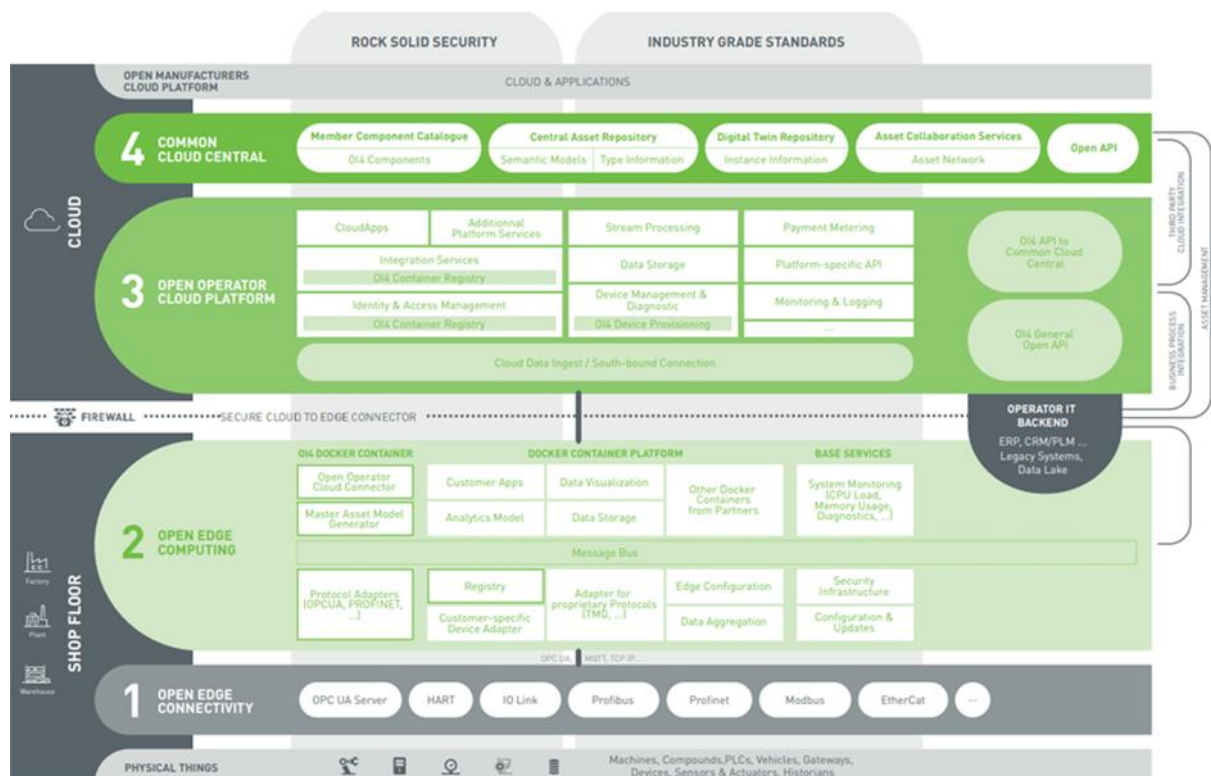 ROCK SOLID SECURITY
INDUSTRY GRADE STANDARDS
OPEN MANUFACTURERS
CLOUD PLATFORM
CLOUD & APPLICATIONS
4
COMMON
CLOUD CENTRAL
Member Component Catalogue
OI4 Components
Central Asset Repository
Semantic Models
Type Information
Digital Twin Repository
Instance Information
Asset Collaboration Services
Asset Network
Open API
CLOUD
3
OPEN OPERATOR
CLOUD PLATFORM
CloudApps
Additionnal
Platform Services
Stream Processing
Payment Metering
Integration Services
OI4 Container Registry
Data Storage
Platform-specific API
Identity & Access Management
OI4 Container Registry
Device Management &
Diagnostic
OI4 Device Provisioning
Monitoring & Logging
...
Cloud Data Ingest / South-bound Connection
OI4 API to
Common Cloud
Central
OI4 General
Open API
THIRD PARTY
CLOUD INTEGRATION
BUSINESS PROCESS
INTEGRATION
ASSET MANAGEMENT
FIREWALL
SECURE CLOUD TO EDGE CONNECTOR
OPERATOR IT
BACKEND
ERP, CRM/PLM ...
Legacy Systems,
Data Lake
SHOP FLOOR
Factory
Plant
Warehouse
2
OPEN EDGE
COMPUTING
OI4 DOCKER CONTAINER
DOCKER CONTAINER PLATFORM
BASE SERVICES
Open Operator
Cloud Connector
Master Asset Model
Generator
Customer Apps
Data Visualization
Analytics Model
Data Storage
Other Docker
Containers
from Partners
System Monitoring
(CPU Load,
Memory Usage,
Diagnostics, ...)
Message Bus
Protocol Adapters
(OPCUA, PROFINET,
...)
Registry
Customer-specific
Device Adapter
Adapter for
proprietary Protocols
(TMG, ...)
Edge Configuration
Data Aggregation
Security
Infrastructure
Configuration &
Updates
OPC UA, MQTT, TCP IP...
1
OPEN EDGE
CONNECTIVITY
OPC UA Server
HART
IO Link
Profibus
Profinet
Modbus
EtherCat
...
PHYSICAL THINGS
Machines, Compounds,PLCs, Vehicles, Gateways,
Devices, Sensors & Actuators, Historians